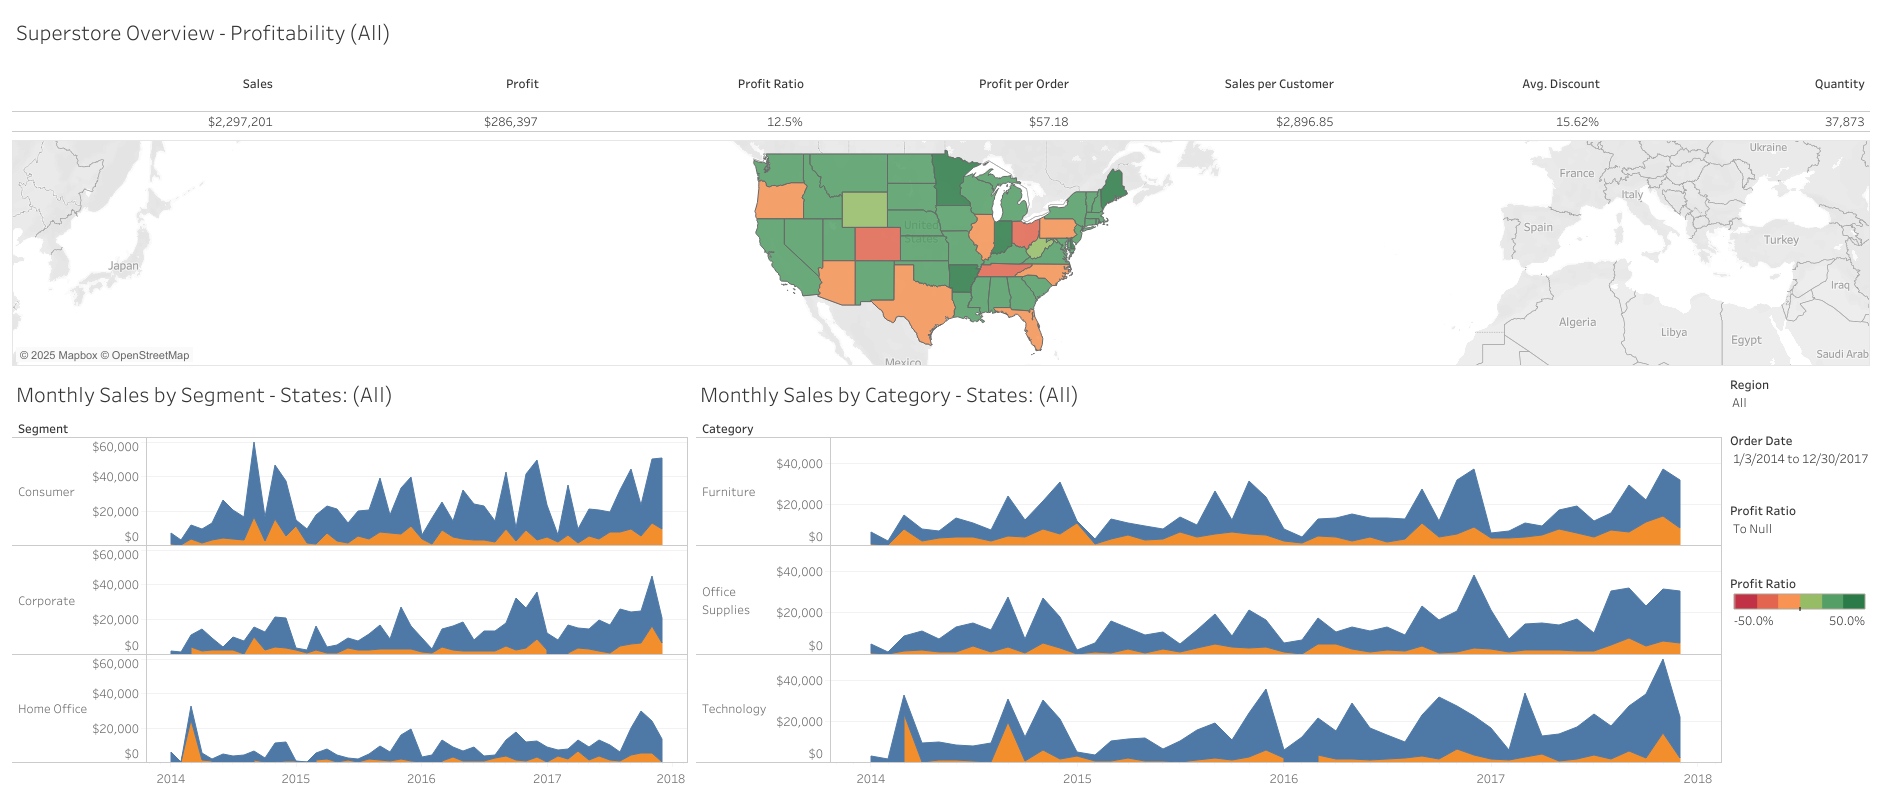 Superstore Overview - Profitability (All)
Sales Profit Profit Ratio Profit per Order Sales per Customer Avg. Discount Quantity
$2,297,201 $286,397 12.5% $57.18 $2,896.85 15.62% 37,873
Ukraine
France
Italy
Spain
United
States
Turkey
Japan
Iraq
Algeria
Libya
Egypt
Saudi Arab
Mexico
© 2025 Mapbox © OpenStreetMap
Monthly Sales by Segment - States: (All)
Segment
Consumer
$60,000
$40,000
$20,000
$0
Corporate
$60,000
$40,000
$20,000
$0
Home Office
$60,000
$40,000
$20,000
$0
2014 2015 2016 2017 2018
Monthly Sales by Category - States: (All)
Category
Furniture
$40,000
$20,000
$0
Office
Supplies
$40,000
$20,000
$0
Technology
$40,000
$20,000
$0
2014 2015 2016 2017 2018
Region
All
Order Date
1/3/2014 to 12/30/2017
Profit Ratio
To Null
Profit Ratio
-50.0% 50.0%